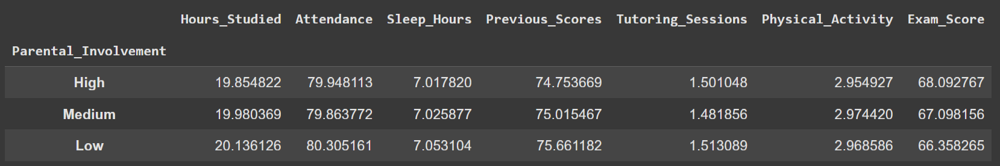 Hours_Studied Attendance Sleep_Hours Previous_Scores Tutoring_Sessions Physical_Activity Exam_Score
Parental_Involvement
High 19.854822 79.948113 7.017820 74.753669 1.501048 2.954927 68.092767
Medium 19.980369 79.863772 7.025877 75.015467 1.481856 2.974420 67.098156
Low 20.136126 80.305161 7.053104 75.661182 1.513089 2.968586 66.358265